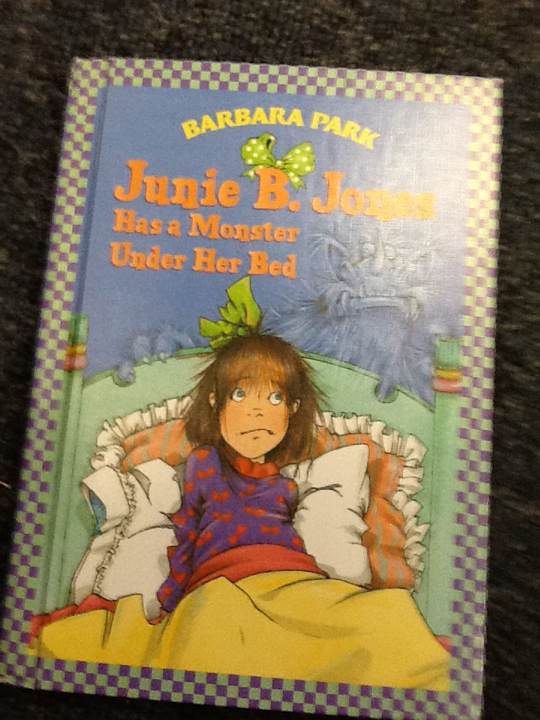 BARBARA PARK
Junie B. Jones
Has a Monster
Under Her Bed